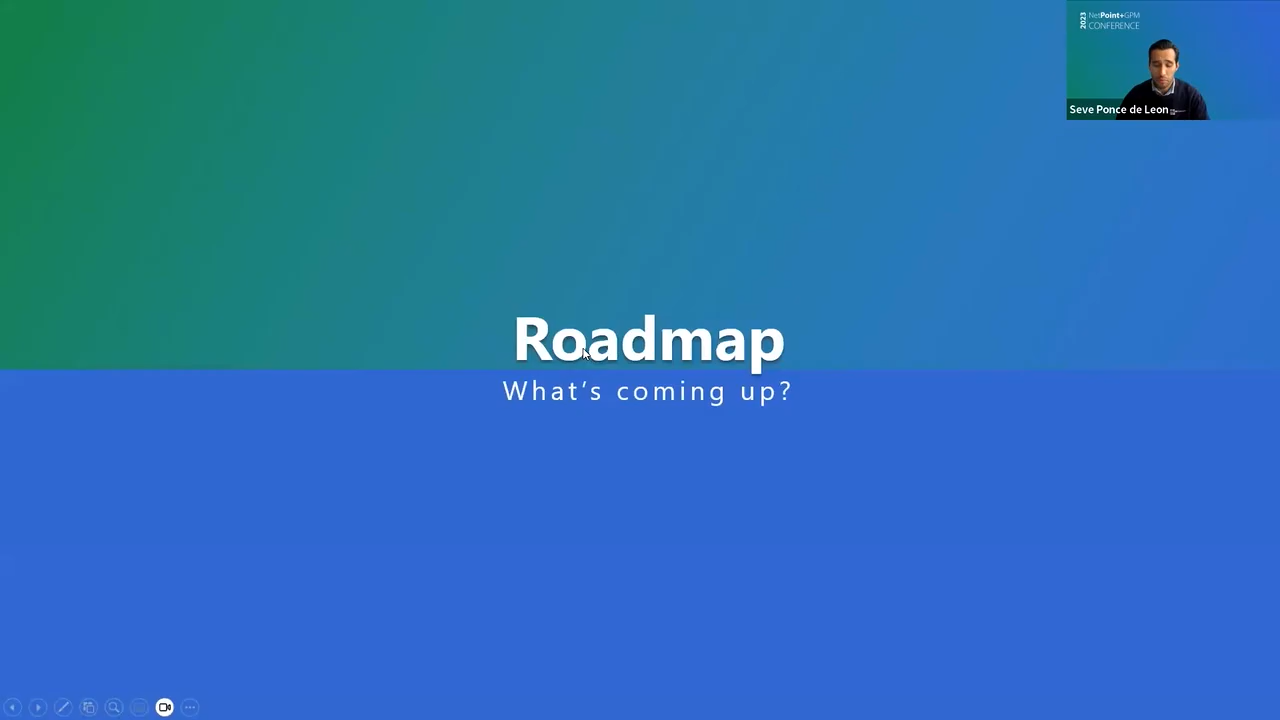 2023
NetPoint+GPM
CONFERENCE
Seve Ponce de Leon
Roadmap
What's coming up?